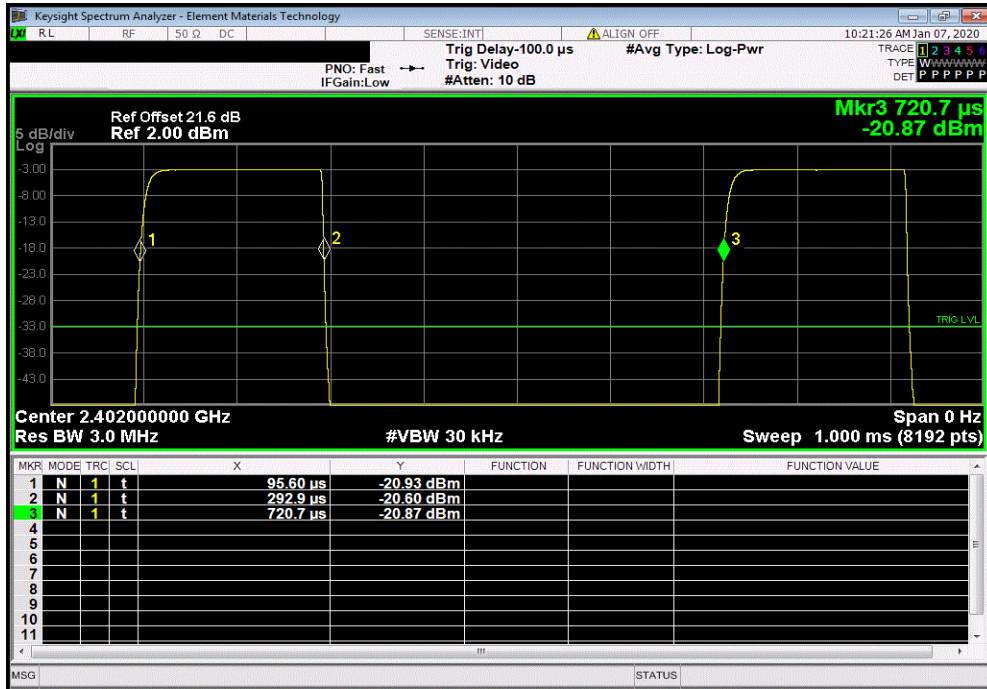 Keysight Spectrum Analyzer - Element Materials Technology
LXI RL RF 50 Ω DC SENSE:INT ALIGN OFF 10:21:26 AM Jan 07, 2020
Trig Delay-100.0 µs #Avg Type: Log-Pwr TRACE 1 2 3 4 5 6
PNO: Fast Trig: Video TYPE WWWWWW
IFGain:Low #Atten: 10 dB DET P P P P P P
Mkr3 720.7 µs
-20.87 dBm
Ref Offset 21.6 dB
5 dB/div Ref 2.00 dBm
Log
-3.00
-8.00
-13.0
1 2 3
-18.0
-23.0
-28.0
-33.0 TRIG LVL
-38.0
-43.0
Center 2.402000000 GHz Span 0 Hz
Res BW 3.0 MHz #VBW 30 kHz Sweep 1.000 ms (8192 pts)
MKR MODE TRC SCL X Y FUNCTION FUNCTION WIDTH FUNCTION VALUE
1 N 1 t 95.60 µs -20.93 dBm
2 N 1 t 292.9 µs -20.60 dBm
3 N 1 t 720.7 µs -20.87 dBm
4
5
6
7
8
9
10
11
MSG STATUS